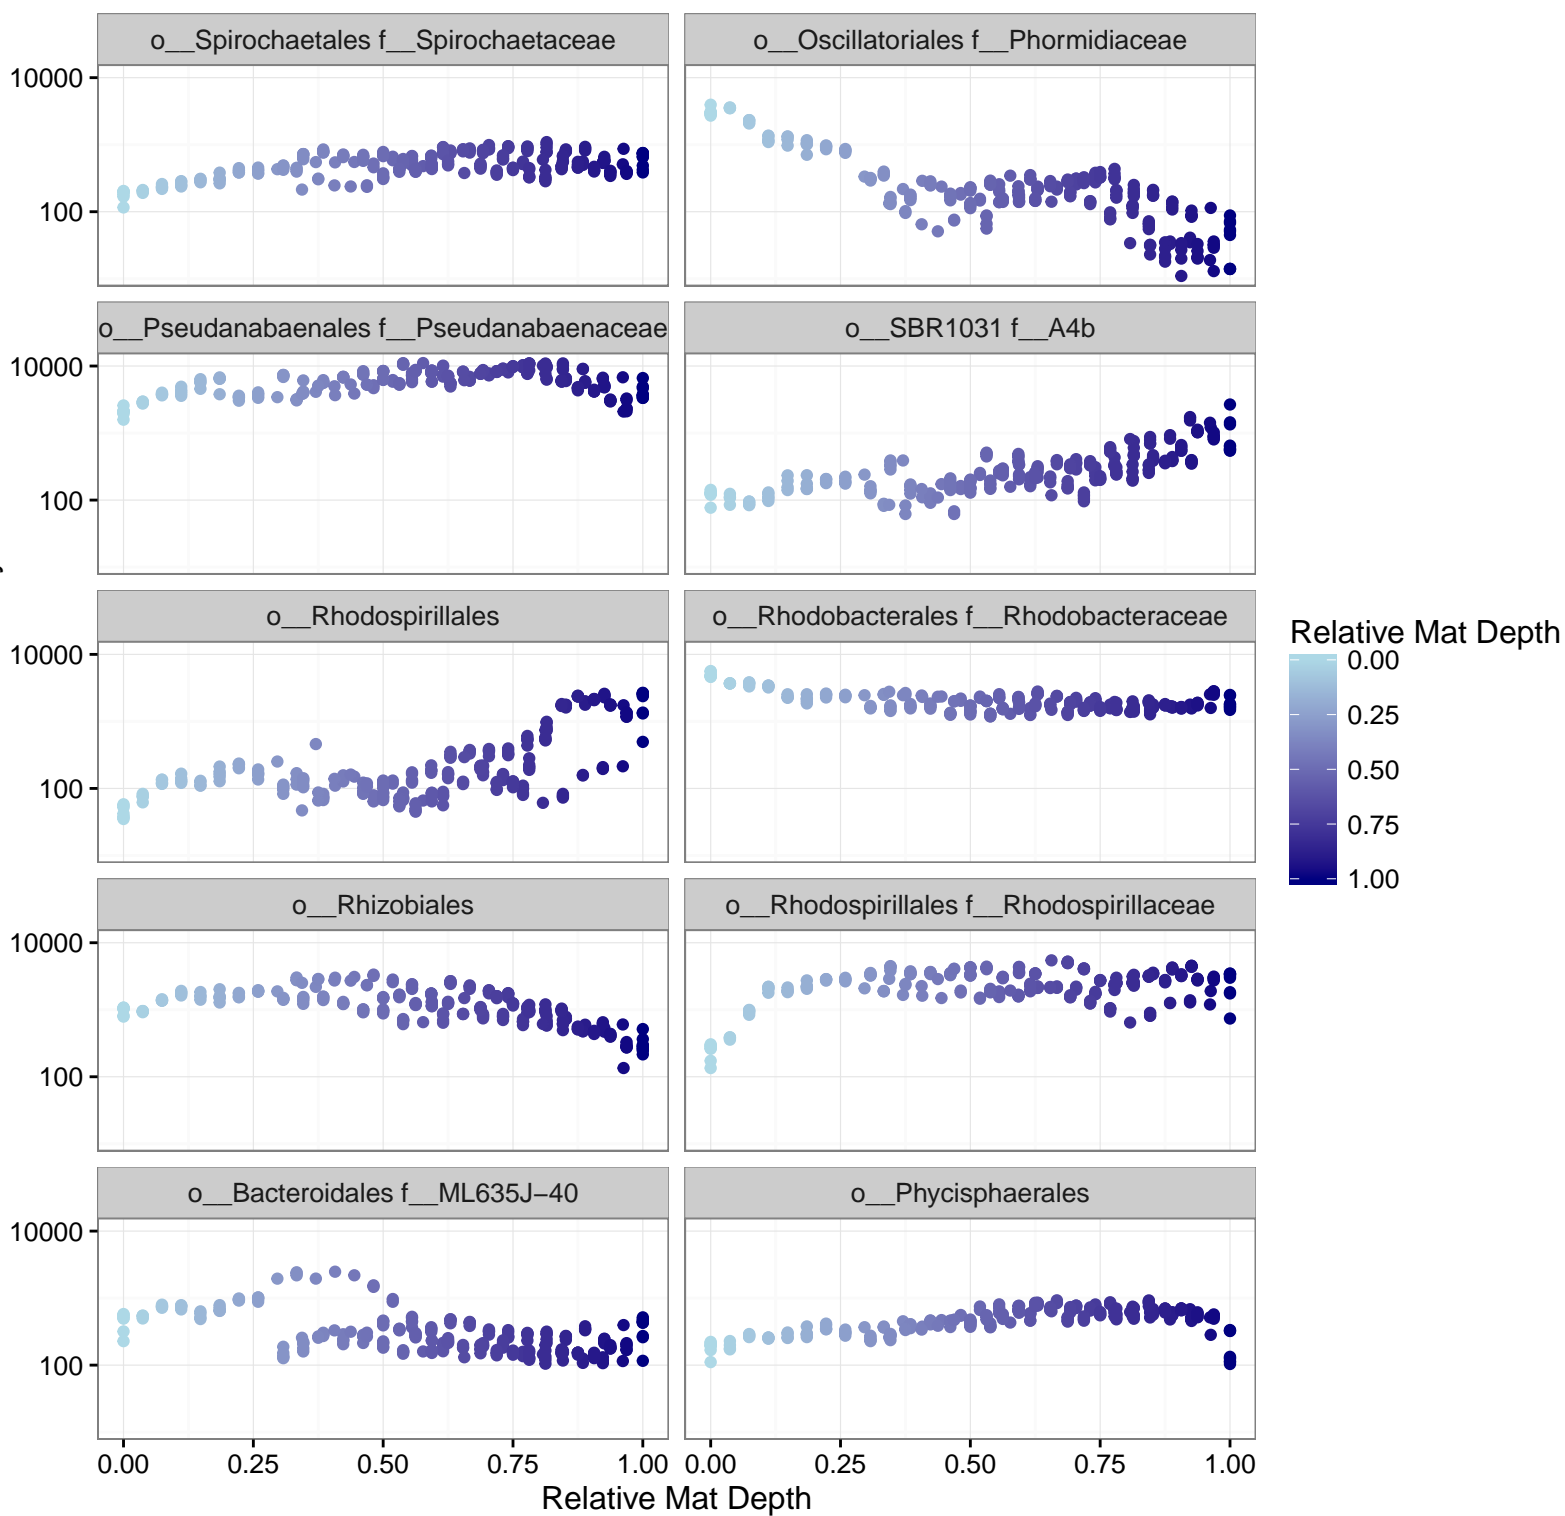 o__Spirochaetales f__Spirochaetaceae
o__Oscillatoriales f__Phormidiaceae
10000
100
o__Pseudanabaenales f__Pseudanabaenaceae
o__SBR1031 f__A4b
10000
100
o__Rhodospirillales
o__Rhodobacterales f__Rhodobacteraceae
10000
100
o__Rhizobiales
o__Rhodospirillales f__Rhodospirillaceae
10000
100
o__Bacteroidales f__ML635J−40
o__Phycisphaerales
10000
100
0.00 0.25 0.50 0.75 1.00
0.00 0.25 0.50 0.75 1.00
Relative Mat Depth
Relative Mat Depth
0.00
0.25
0.50
0.75
1.00